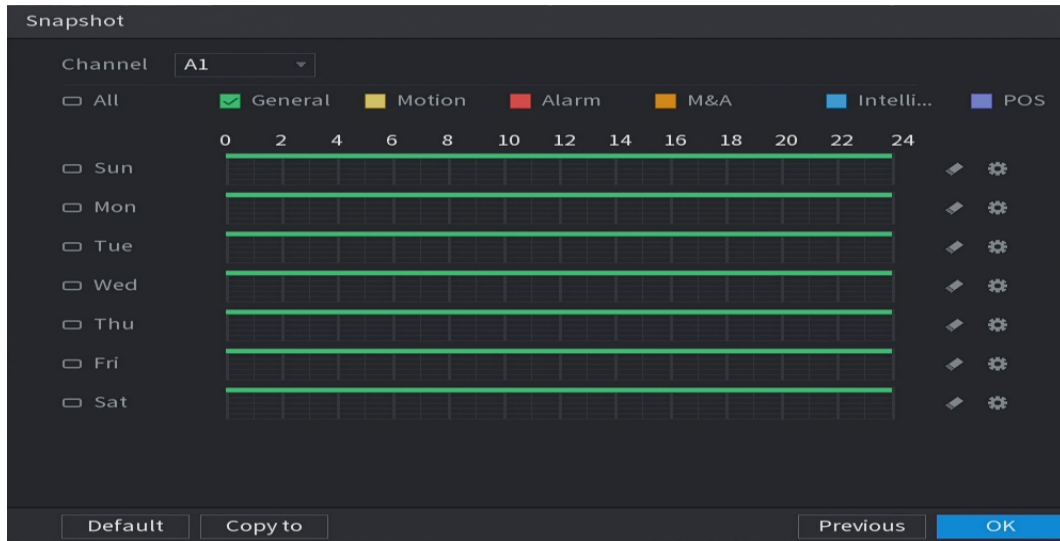 Snapshot
Channel A1
All General Motion Alarm M&A Intelli... POS
0 2 4 6 8 10 12 14 16 18 20 22 24
Sun
Mon
Tue
Wed
Thu
Fri
Sat
Default Copy to Previous OK